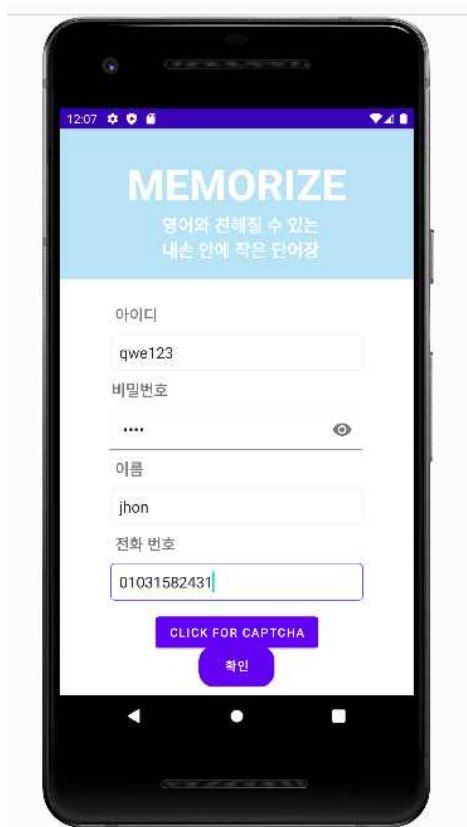 12:07
MEMORIZE
영어와 친해질 수 있는
내손 안에 작은 단어장
아이디
qwe123
비밀번호
••••
이름
jhon
전화 번호
01031582431
CLICK FOR CAPTCHA
확인